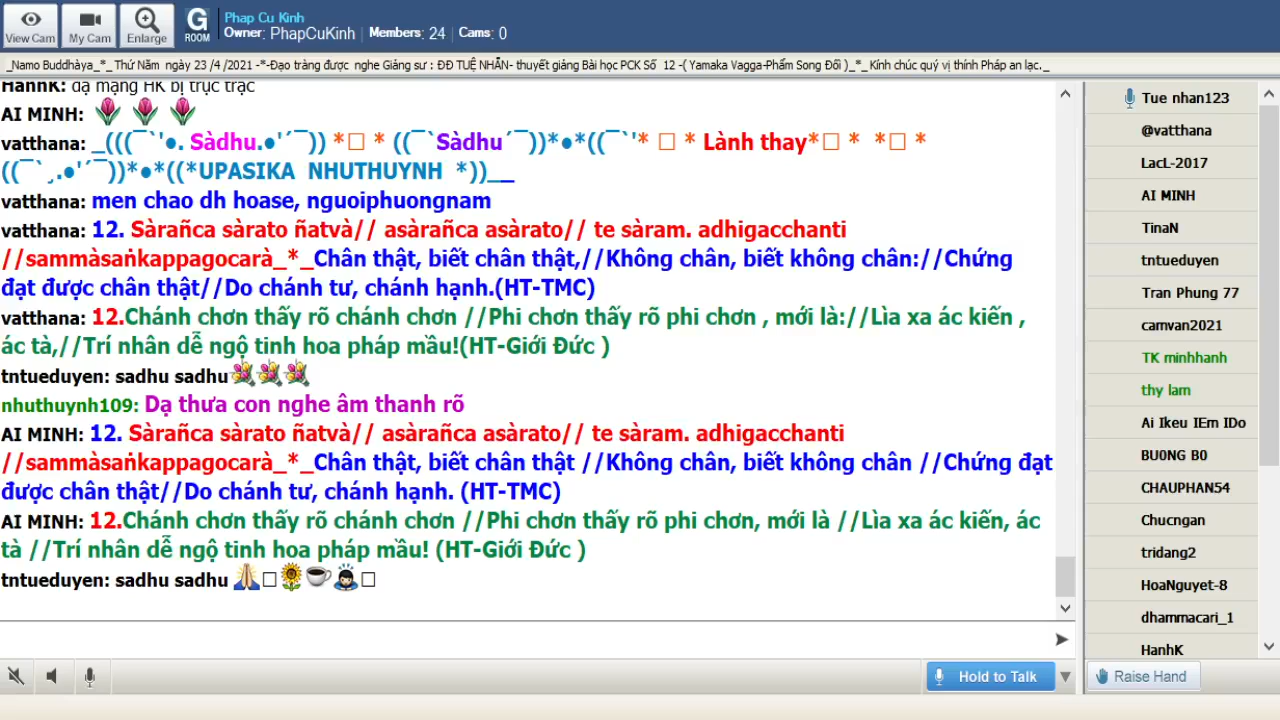 Phap Cu Kinh
Owner: PhapCuKinh | Members: 24 | Cams: 0
View Cam
My Cam
Enlarge
G
ROOM
_Namo Buddhàya_*_ Thứ Năm ngày 23 /4 /2021 -*-Đạo tràng được nghe Giảng sư : ĐĐ TUỆ NHẪN- thuyết giảng Bài học PCK Số 12 -( Yamaka Vagga-Phẩm Song Đối )_*_ Kính chúc quý vị thính Pháp an lạc._
HanhK: dạ mạng HK bị trục trặc
AI MINH:
vatthana: _(((¯`'•. Sàdhu.•'´¯)) *□ * ((¯`Sàdhu´¯))*•*((¯`'* □ * Lành thay*□ * *□ *
((¯`¸.•'´¯))*•*((*UPASIKA NHUTHUYNH *))__
vatthana: men chao dh hoase, nguoiphuongnam
vatthana: 12. Sàrañca sàrato ñatvà// asàrañca asàrato// te sàram. adhigacchanti
//sammàsaṅkappagocarà_*_Chân thật, biết chân thật,//Không chân, biết không chân://Chứng
đạt được chân thật//Do chánh tư, chánh hạnh.(HT-TMC)
vatthana: 12.Chánh chơn thấy rõ chánh chơn //Phi chơn thấy rõ phi chơn , mới là://Lìa xa ác kiến ,
ác tà,//Trí nhân dễ ngộ tinh hoa pháp mầu!(HT-Giới Đức )
tntueduyen: sadhu sadhu
nhuthuynh109: Dạ thưa con nghe âm thanh rõ
AI MINH: 12. Sàrañca sàrato ñatvà// asàrañca asàrato// te sàram. adhigacchanti
//sammàsaṅkappagocarà_*_Chân thật, biết chân thật //Không chân, biết không chân //Chứng đạt
được chân thật//Do chánh tư, chánh hạnh. (HT-TMC)
AI MINH: 12.Chánh chơn thấy rõ chánh chơn //Phi chơn thấy rõ phi chơn, mới là //Lìa xa ác kiến, ác
tà //Trí nhân dễ ngộ tinh hoa pháp mầu! (HT-Giới Đức )
tntueduyen: sadhu sadhu
Tue nhan123
@vatthana
LacL-2017
AI MINH
TinaN
tntueduyen
Tran Phung 77
camvan2021
TK minhhanh
thy lam
Ai Ikeu IEm IDo
BU0NG B0
CHAUPHAN54
Chucngan
tridang2
HoaNguyet-8
dhammacari_1
HanhK
Hold to Talk
Raise Hand